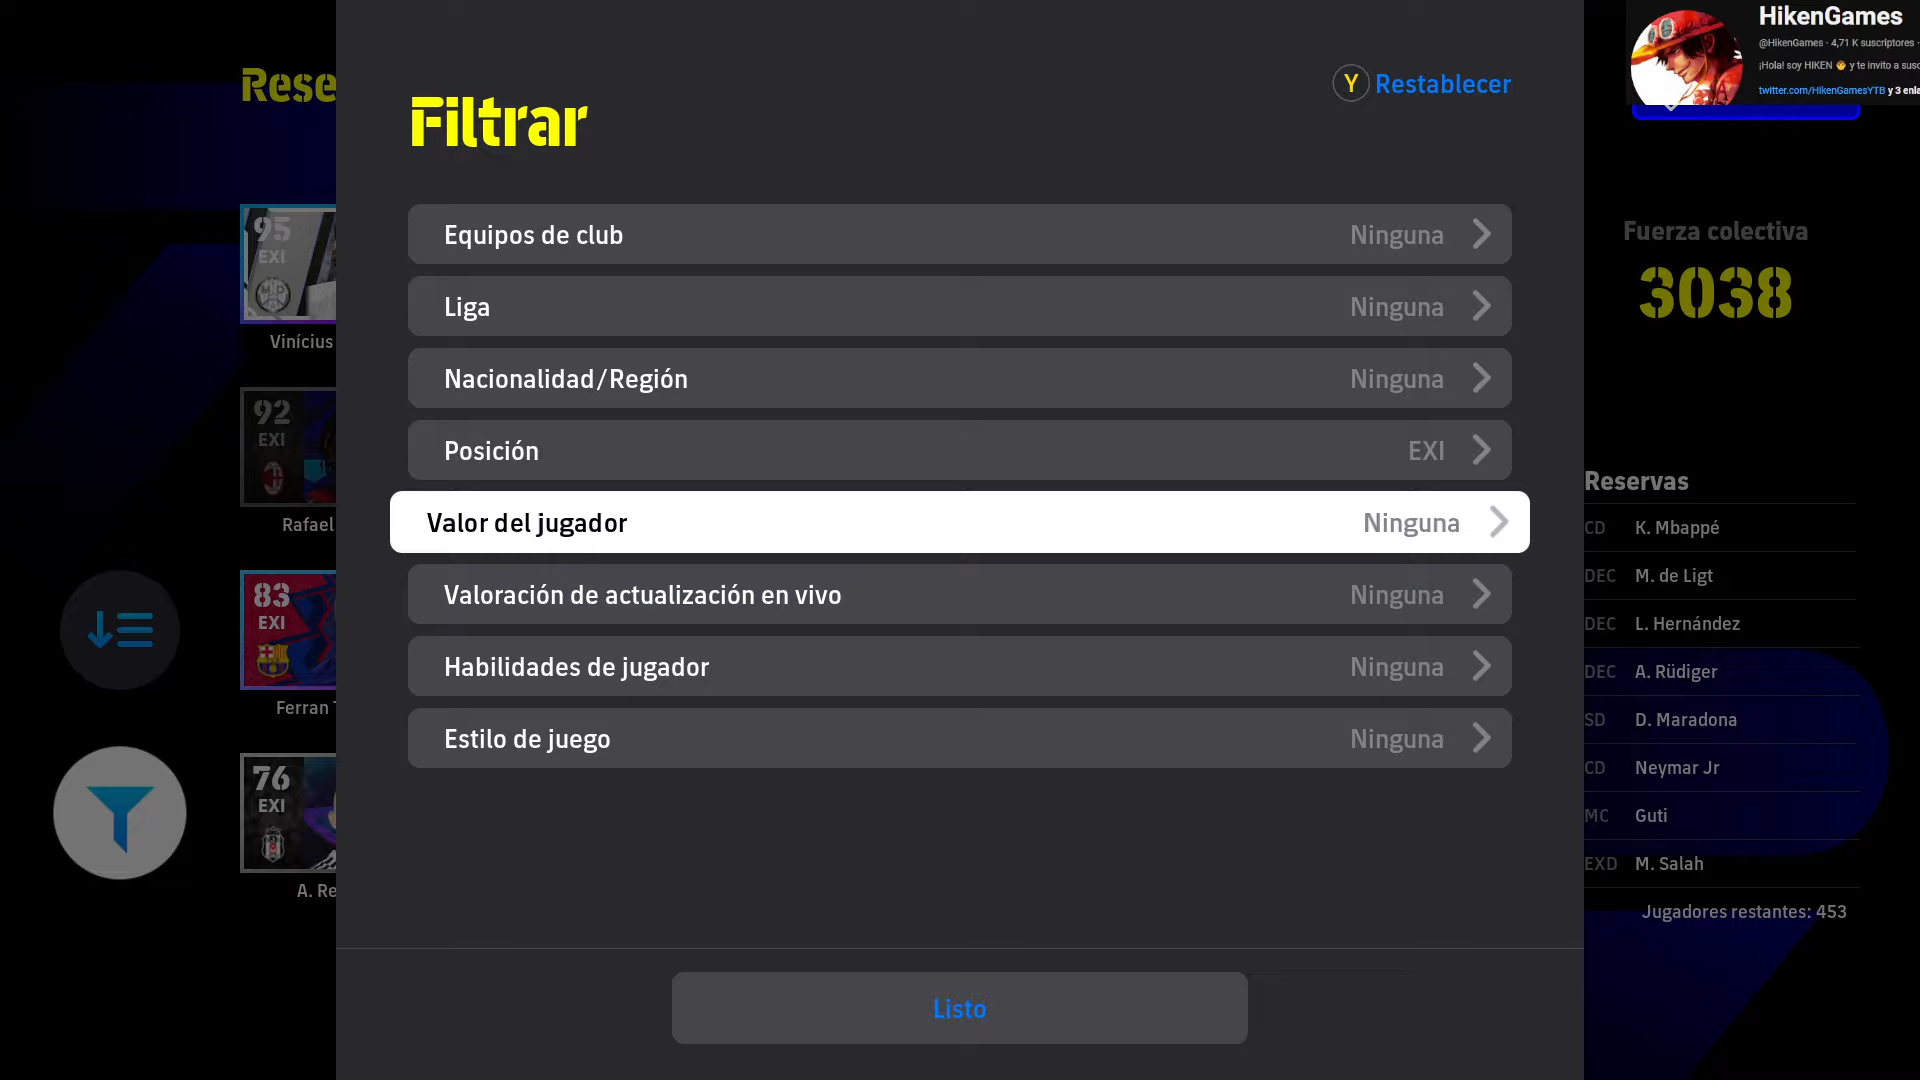 HikenGames
@HikenGames · 4,71 K suscriptores ·
¡Hola! soy HIKEN y te invito a susc
twitter.com/HikenGamesYTB y 3 enla
Rese
Filtrar
Y Restablecer
Equipos de club Ninguna
Liga Ninguna
Nacionalidad/Región Ninguna
Posición EXI
Valor del jugador Ninguna
Valoración de actualización en vivo Ninguna
Habilidades de jugador Ninguna
Estilo de juego Ninguna
Listo
95
EXI
Vinícius
92
EXI
Rafael
83
EXI
Ferran
76
EXI
A. Re
Fuerza colectiva
3038
Reservas
CD K. Mbappé
DEC M. de Ligt
DEC L. Hernández
DEC A. Rüdiger
SD D. Maradona
CD Neymar Jr
MC Guti
EXD M. Salah
Jugadores restantes: 453